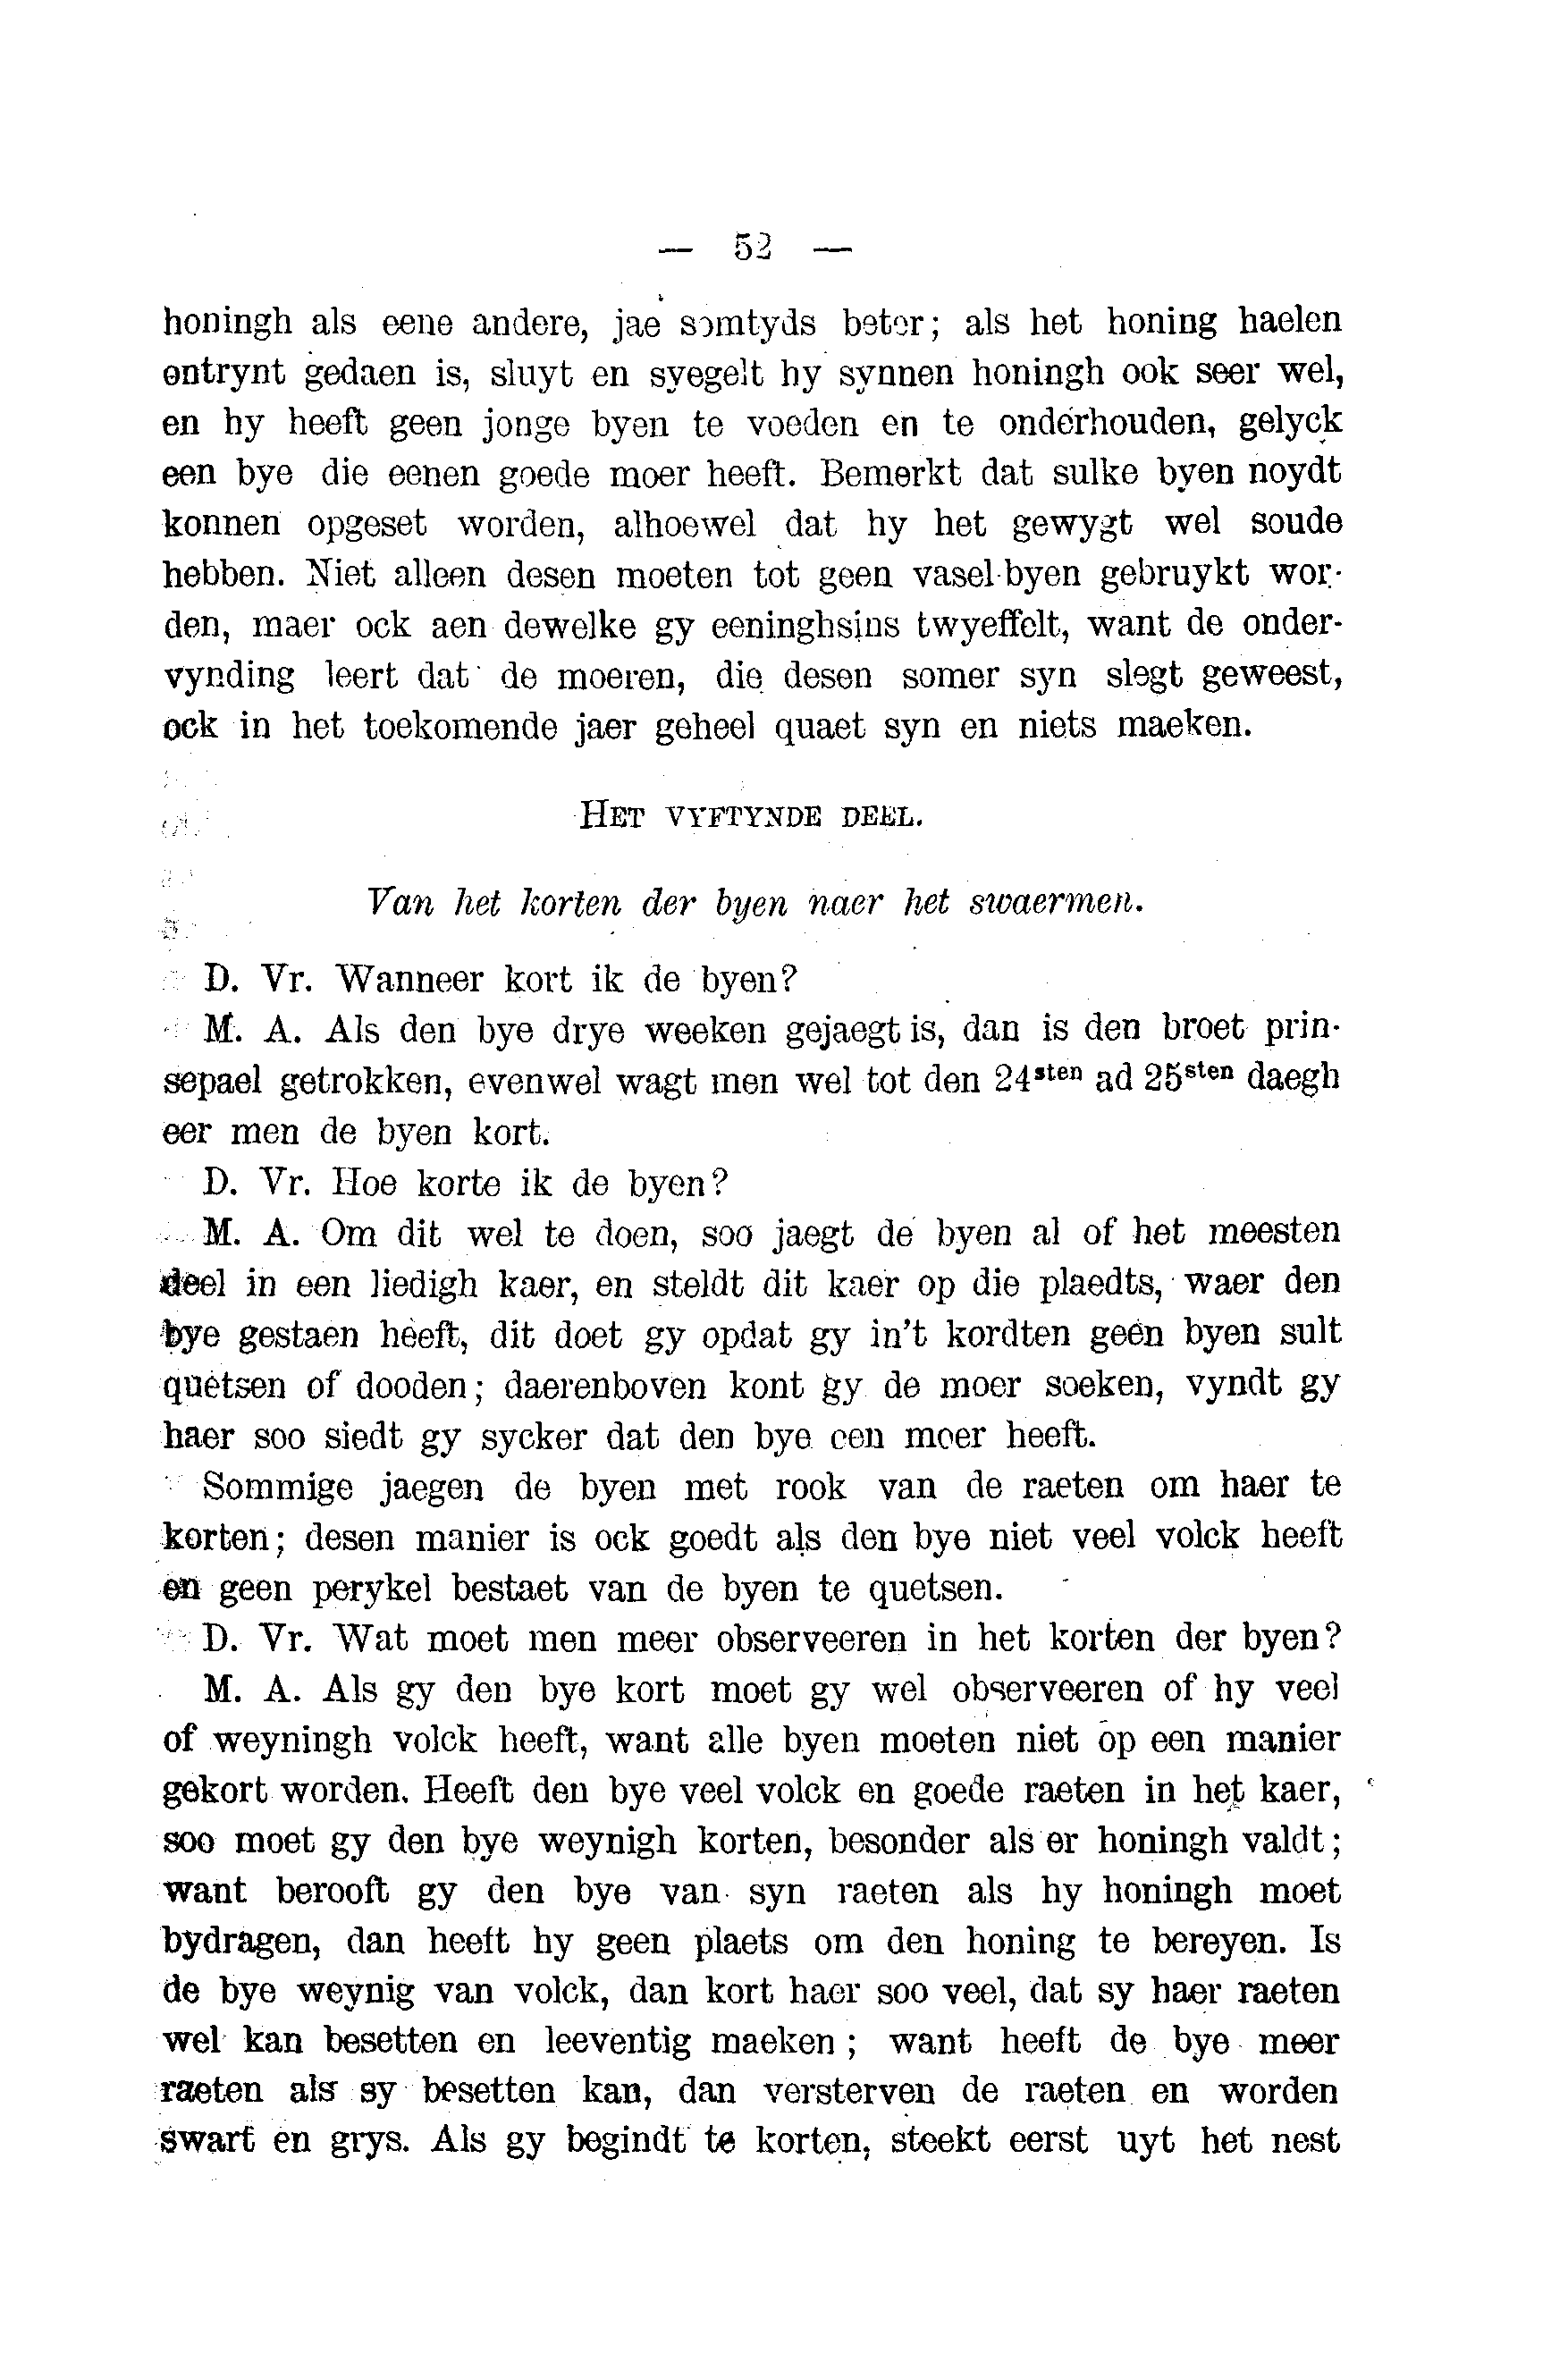 — 52 —
honingh als eene andere, jae somtyds beter; als het honing haelen
entrynt gedaen is, sluyt en syegelt hy synnen honingh ook seer wel,
en hy heeft geen jonge byen te voeden en te onderhouden, gelyck
een bye die eenen goede moer heeft. Bemerkt dat sulke byen noydt
konnen opgeset worden, alhoewel dat hy het gewygt wel soude
hebben. Niet alleen desen moeten tot geen vasel-byen gebruykt wor-
den, maer ock aen dewelke gy eeninghsins twyeffelt, want de onder-
vynding leert dat de moeren, die desen somer syn slegt geweest,
ock in het toekomende jaer geheel quaet syn en niets maeken.
HET VYFTYNDE DEEL.
Van het korten der byen naer het swaermen.
D. Vr. Wanneer kort ik de byen?
M. A. Als den bye drye weeken gejaegt is, dan is den broet prin-
sepael getrokken, evenwel wagt men wel tot den 24sten ad 25sten daegh
eer men de byen kort.
D. Vr. Hoe korte ik de byen?
M. A. Om dit wel te doen, soo jaegt de byen al of het meesten
deel in een liedigh kaer, en steldt dit kaer op die plaedts, waer den
bye gestaen heeft, dit doet gy opdat gy in't kordten geen byen sult
quetsen of dooden; daerenboven kont gy de moer soeken, vyndt gy
haer soo siedt gy sycker dat den bye een moer heeft.
Sommige jaegen de byen met rook van de raeten om haer te
korten; desen manier is ock goedt als den bye niet veel volck heeft
en geen perykel bestaet van de byen te quetsen.
D. Vr. Wat moet men meer observeeren in het korten der byen?
M. A. Als gy den bye kort moet gy wel observeeren of hy veel
of weyningh volck heeft, want alle byen moeten niet op een manier
gekort worden. Heeft den bye veel volck en goede raeten in het kaer,
soo moet gy den bye weynigh korten, besonder als er honingh valdt;
want berooft gy den bye van syn raeten als hy honingh moet
bydragen, dan heeft hy geen plaets om den honing te bereyen. Is
de bye weynig van volck, dan kort haer soo veel, dat sy haer raeten
wel kan besetten en leeventig maeken; want heeft de bye meer
raeten als sy besetten kan, dan versterven de raeten en worden
swart en grys. Als gy begindt te korten, steekt eerst uyt het nest